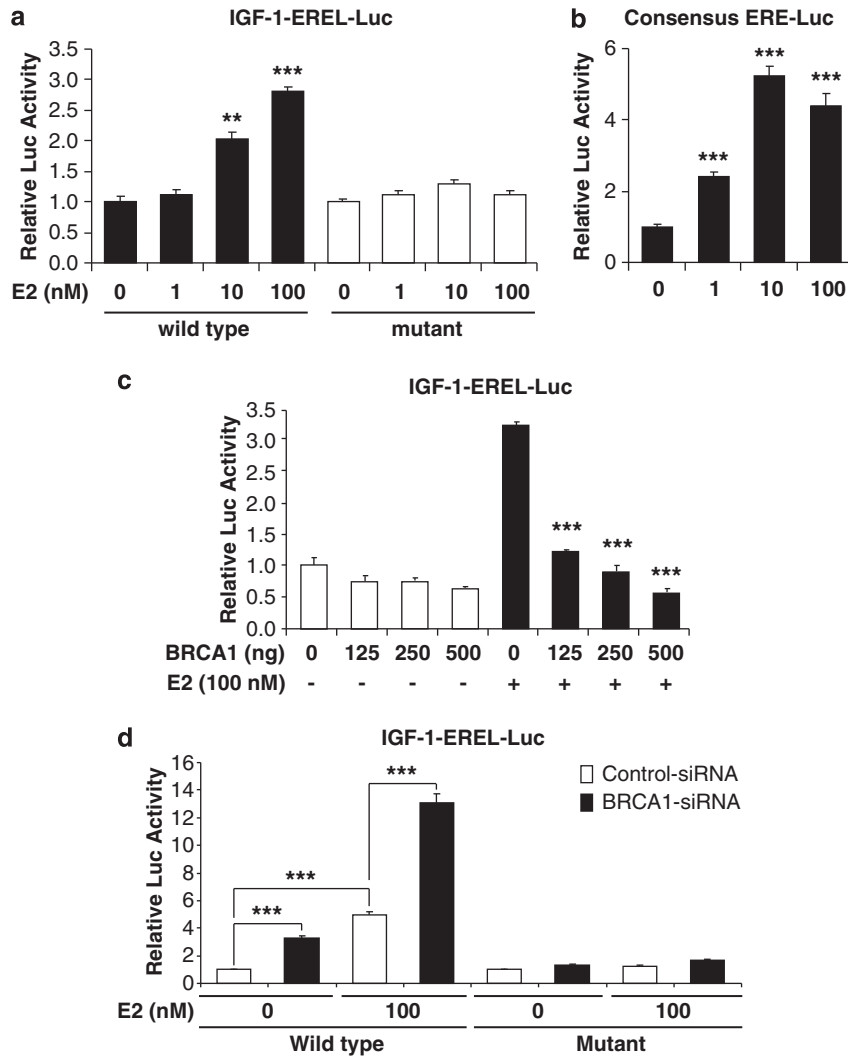 a
IGF-1-EREL-Luc
Relative Luc Activity
3.5
3.0
2.5
2.0
1.5
1.0
0.5
0.0
**
***
E2 (nM) 0 1 10 100 0 1 10 100
wild type mutant
b
Consensus ERE-Luc
Relative Luc Activity
6
4
2
0
***
***
***
0 1 10 100
c
IGF-1-EREL-Luc
Relative Luc Activity
3.5
3.0
2.5
2.0
1.5
1.0
0.5
0.0
***
***
***
BRCA1 (ng) 0 125 250 500 0 125 250 500
E2 (100 nM) - - - - + + + +
d
IGF-1-EREL-Luc
Relative Luc Activity
16
14
12
10
8
6
4
2
0
***
***
***
Control-siRNA
BRCA1-siRNA
E2 (nM) 0 100 0 100
Wild type Mutant